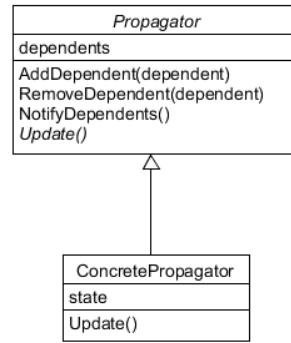 Propagator
dependents
AddDependent(dependent)
RemoveDependent(dependent)
NotifyDependents()
Update()
ConcretePropagator
state
Update()